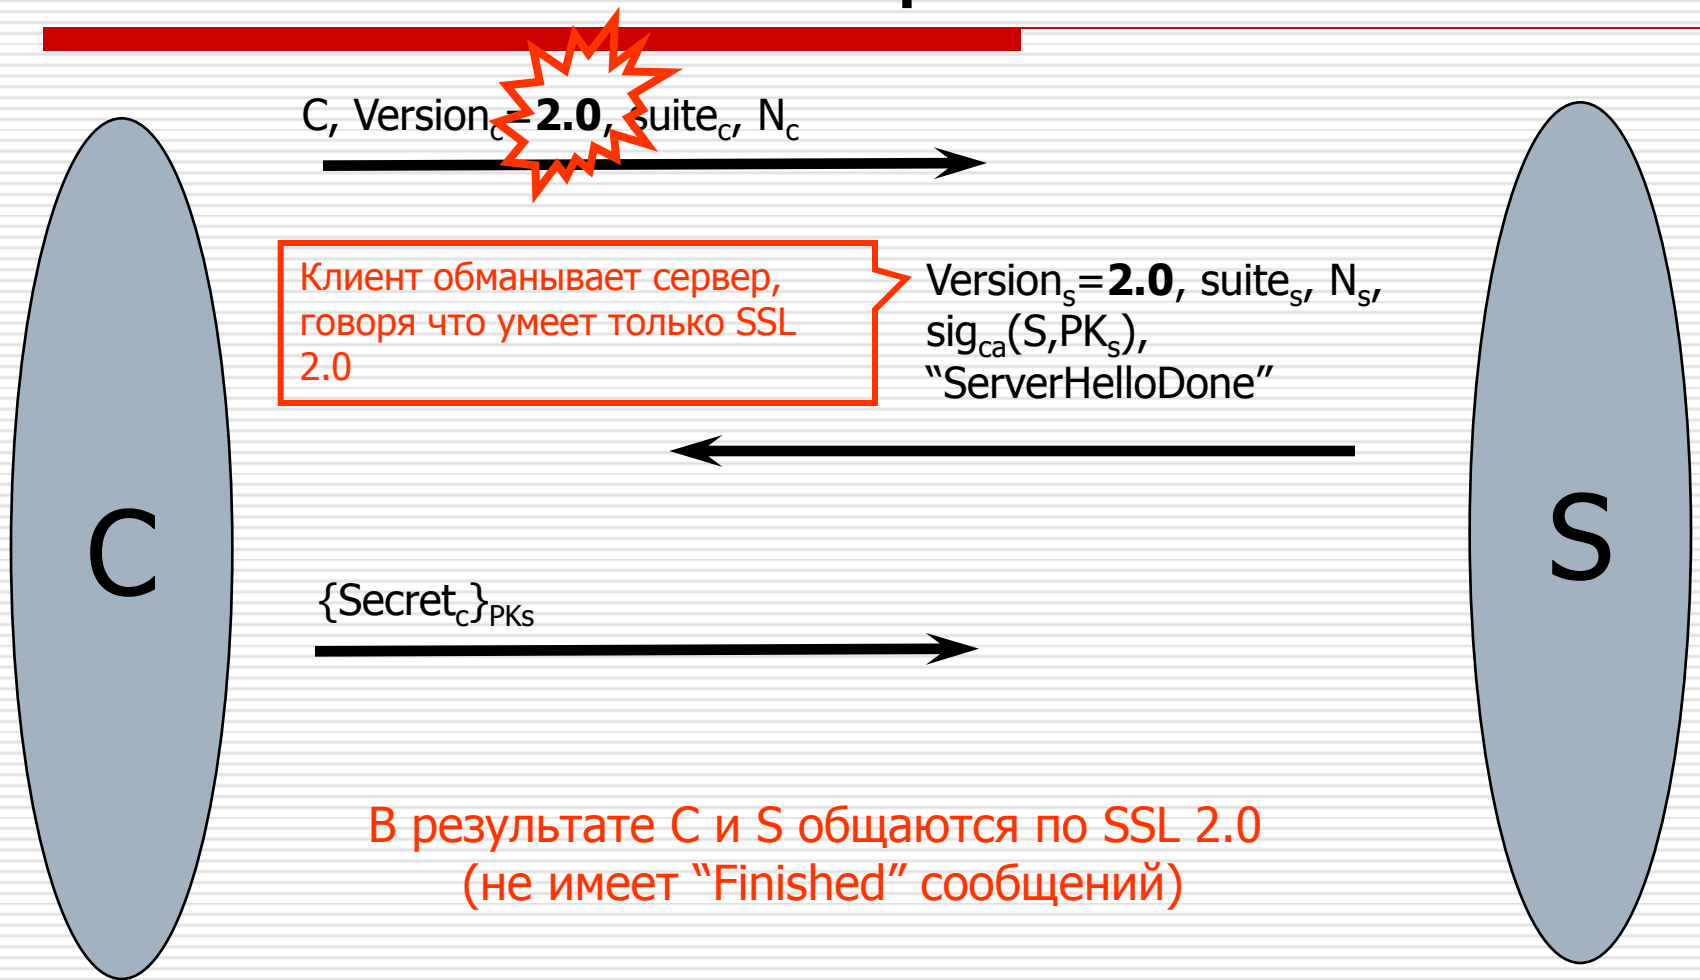 C, Version_c=2.0, suite_c, N_c
Клиент обманывает сервер,
говоря что умеет только SSL
2.0
Version_s=2.0, suite_s, N_s,
sig_ca(S,PK_s),
“ServerHelloDone”
C
S
{Secret_c}_PKs
В результате C и S общаются по SSL 2.0
(не имеет “Finished” сообщений)